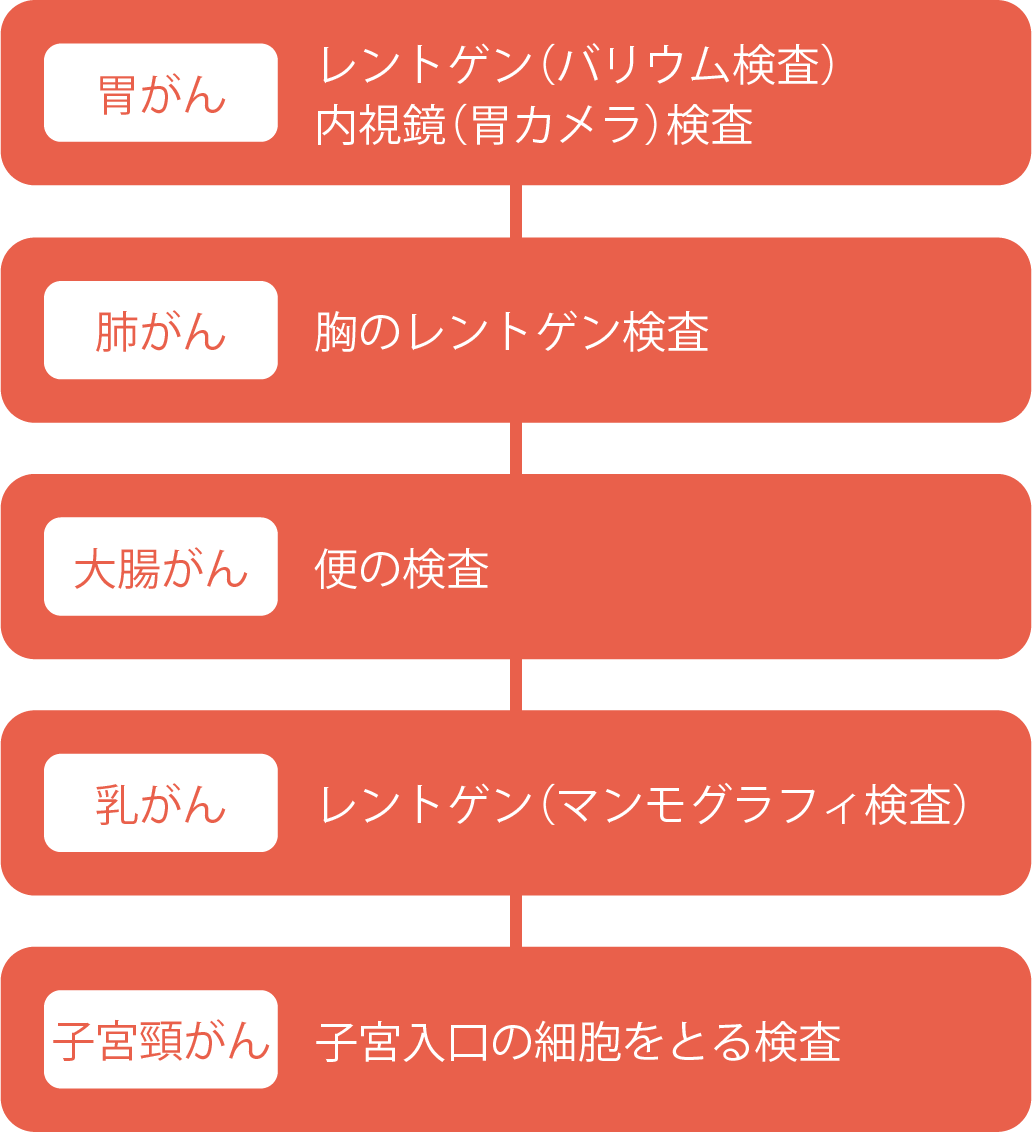 胃がん
レントゲン（バリウム検査）
内視鏡（胃カメラ）検査
肺がん
胸のレントゲン検査
大腸がん
便の検査
乳がん
レントゲン（マンモグラフィ検査）
子宮頸がん
子宮入口の細胞をとる検査